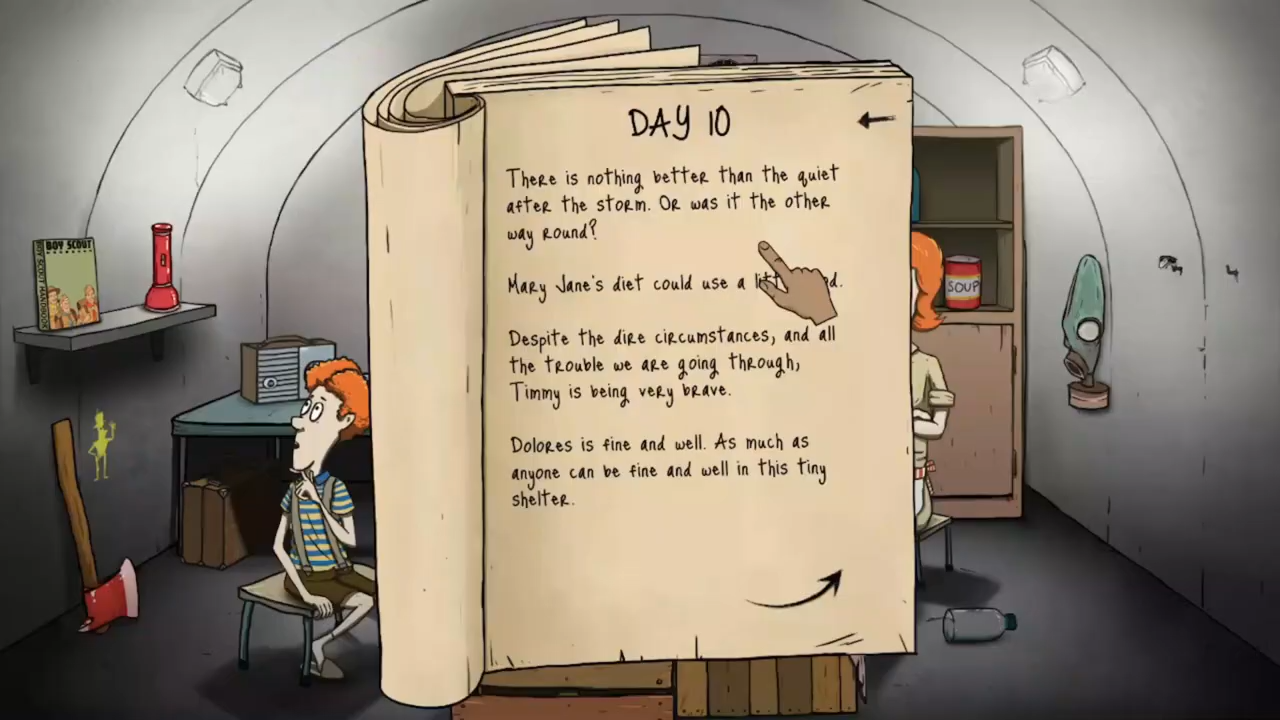 DAY 10
There is nothing better than the quiet
after the storm. Or was it the other
way round?
Mary Jane's diet could use a
Despite the dire circumstances, and all
the trouble we are going through,
Timmy is being very brave.
Dolores is fine and well. As much as
anyone can be fine and well in this tiny
shelter.
BOY SCOUT
BOY SCOUT HANDBOOK
SOUP